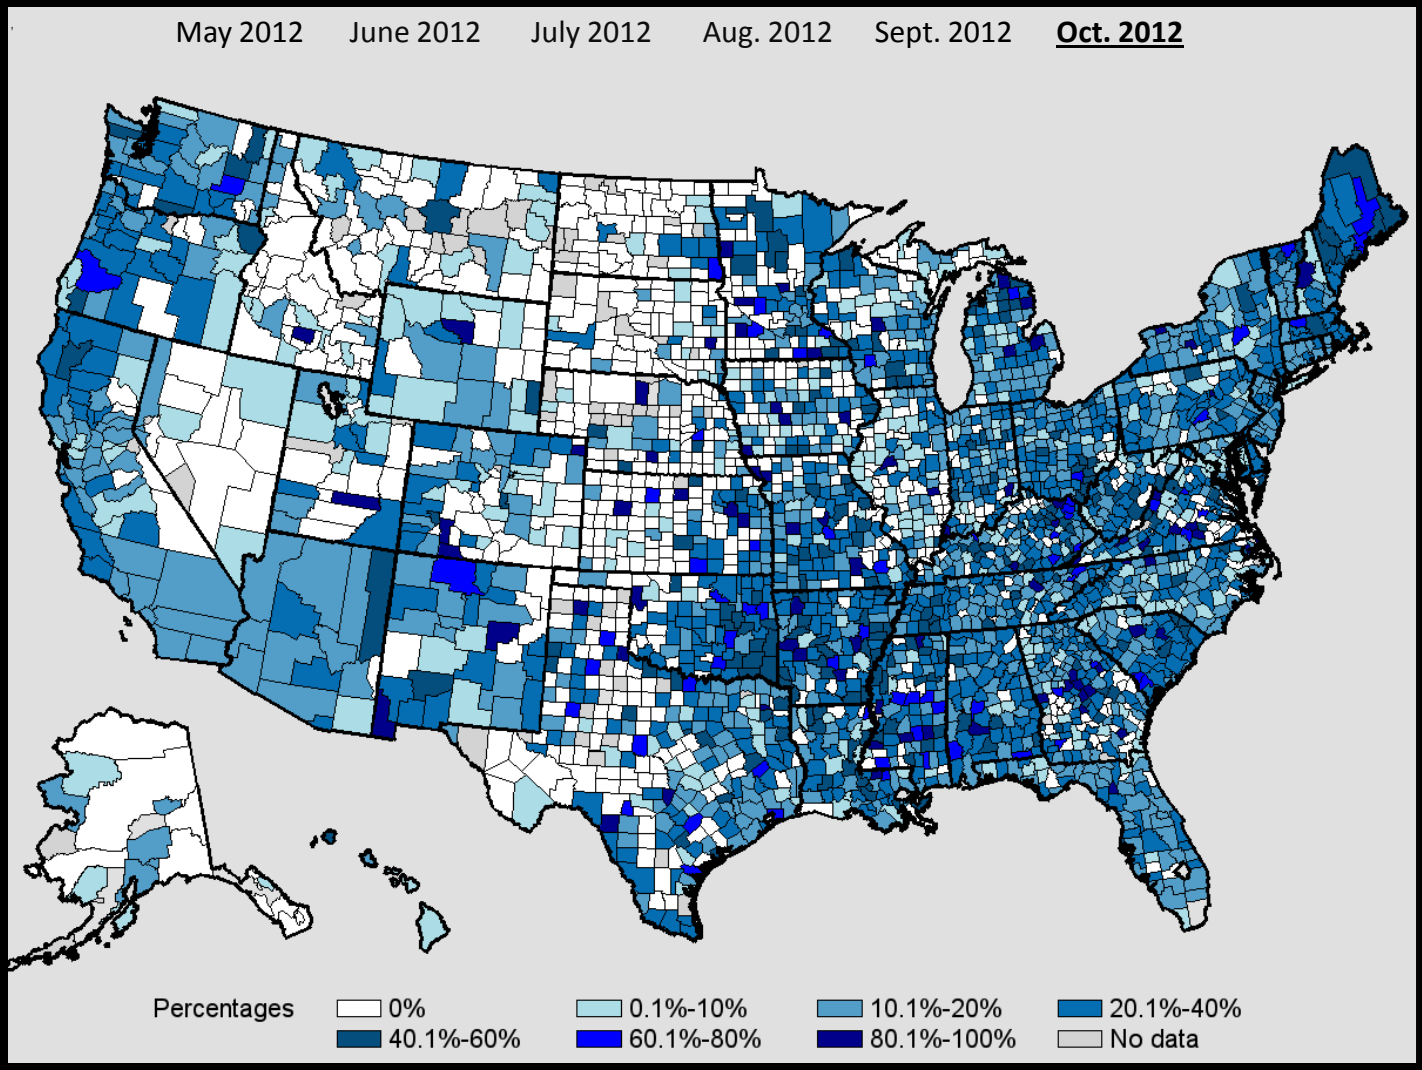 May 2012 June 2012 July 2012 Aug. 2012 Sept. 2012 Oct. 2012
Percentages 0% 0.1%-10% 10.1%-20% 20.1%-40%
40.1%-60% 60.1%-80% 80.1%-100% No data